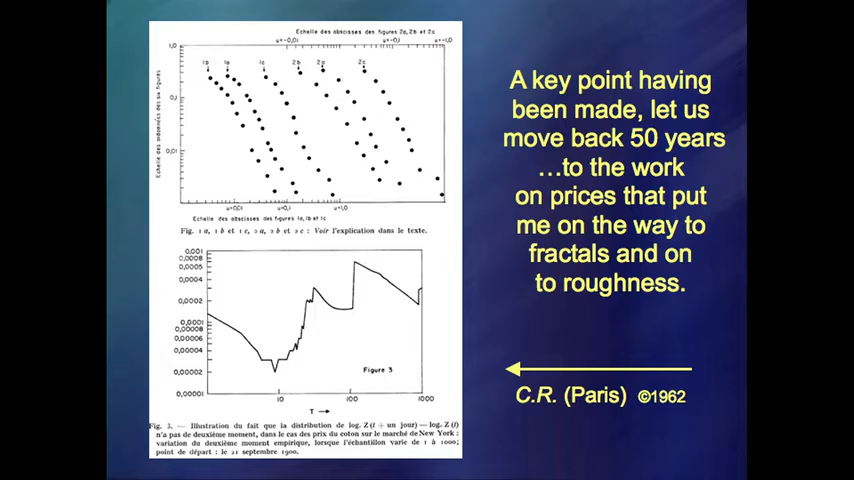 Echelle des abscisses des figures 2a, 2b et 2c
u=-0,01 u=-0,1 u=-1,0
1,0
1b 1a 1c 2b 2a 2c
0,1
0,01
Echelle des ordonnées des six figures
u=0,01 u=0,1 u=1,0
Echelle des abscisses des figures 1a, 1b et 1c
Fig. 1 a, 1 b et 1 c, 2 a, 2 b et 2 c : Voir l'explication dans le texte.
0,001
0,0008
0,0005
0,0002
0,0001
0,00008
0,00006
0,00004
0,00002
0,00001
Figure 3
10 100 1000
T →
Fig. 3. — Illustration du fait que la distribution de log. Z (t + un jour) — log. Z (t)
n'a pas de deuxième moment, dans le cas des prix du coton sur le marché de New York :
variation du deuxième moment empirique, lorsque l'échantillon varie de 1 à 1000;
point de départ : le 21 septembre 1900.
A key point having
been made, let us
move back 50 years
...to the work
on prices that put
me on the way to
fractals and on
to roughness.
C.R. (Paris) ©1962